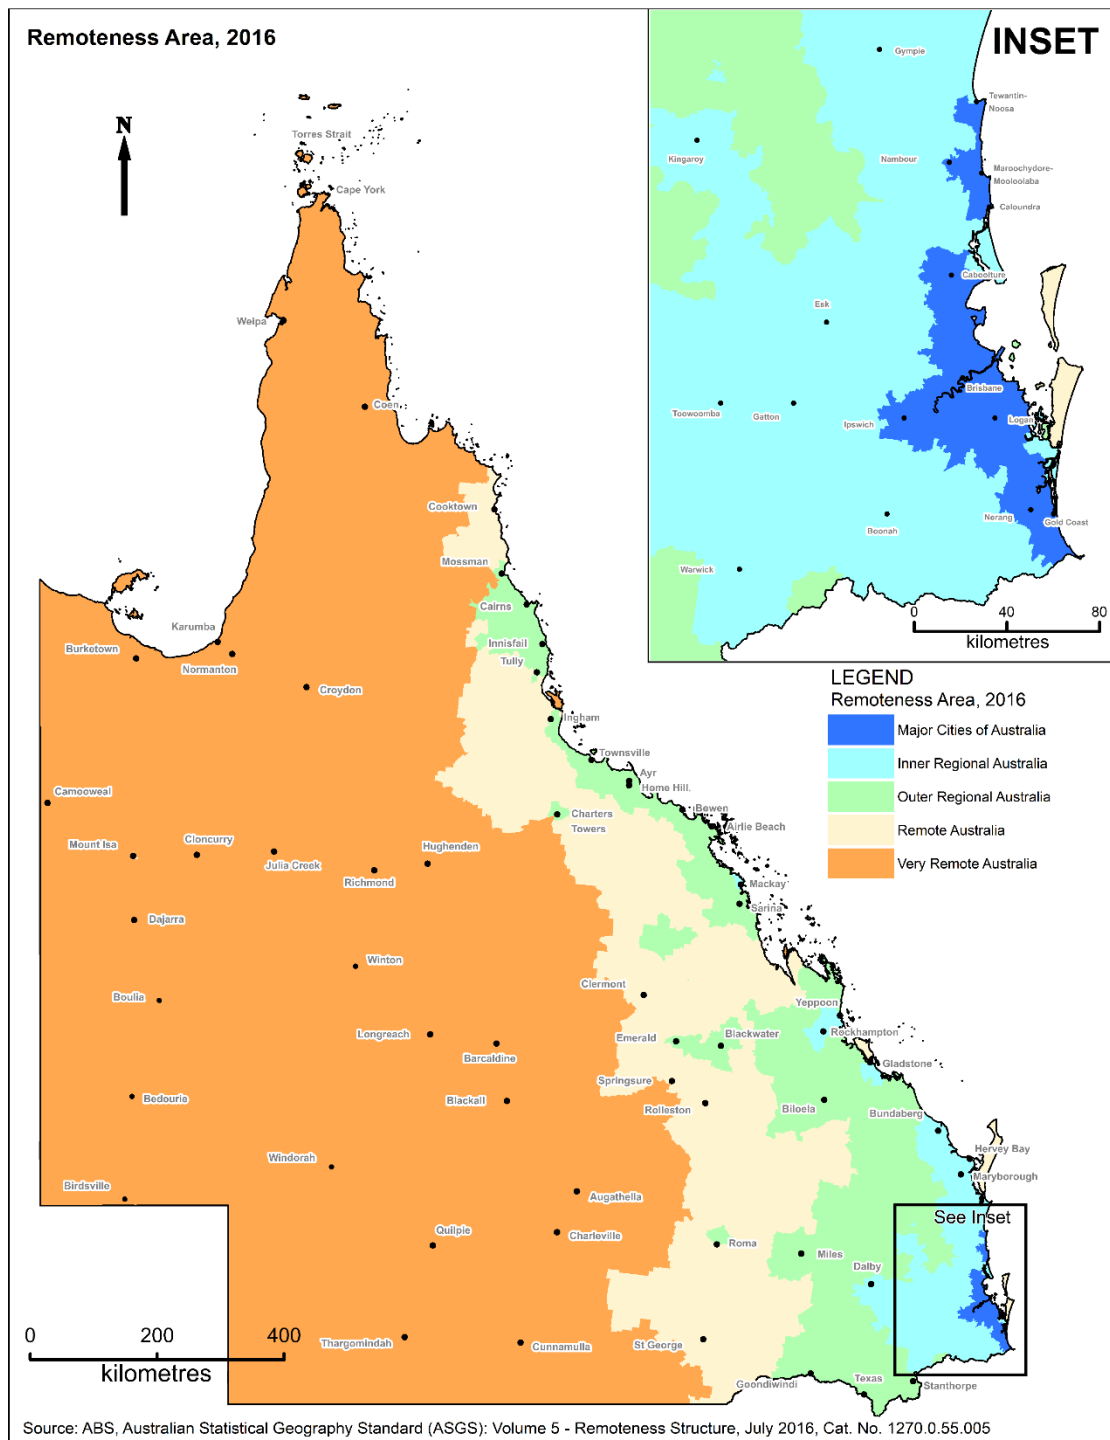 Remoteness Area, 2016
INSET
N
Torres Strait
Cape York
Weipa
Coen
Cooktown
Mossman
Cairns
Innisfail
Tully
Karumba
Burketown
Normanton
Croydon
Ingham
Townsville
Ayr
Home Hill
Bowen
Airlie Beach
Camooweal
Charters
Towers
Mount Isa
Cloncurry
Julia Creek
Richmond
Hughenden
Mackay
Sarina
Dajarra
Winton
Clermont
Boulia
Yeppoon
Longreach
Barcaldine
Emerald
Blackwater
Rockhampton
Gladstone
Springsure
Bedourie
Blackall
Rolleston
Biloela
Bundaberg
Hervey Bay
Maryborough
Windorah
Birdsville
Augathella
See Inset
Quilpie
Charleville
Roma
Miles
Dalby
Thargomindah
Cunnamulla
St George
Goondiwindi
Texas
Stanthorpe
0 200 400
kilometres
Gympie
Tewantin-
Noosa
Kingaroy
Nambour
Maroochydore-
Mooloolaba
Caloundra
Caboolture
Esk
Brisbane
Toowoomba
Gatton
Ipswich
Logan
Nerang
Gold Coast
Boonah
Warwick
0 40 80
kilometres
LEGEND
Remoteness Area, 2016
Major Cities of Australia
Inner Regional Australia
Outer Regional Australia
Remote Australia
Very Remote Australia
Source: ABS, Australian Statistical Geography Standard (ASGS): Volume 5 - Remoteness Structure, July 2016, Cat. No. 1270.0.55.005